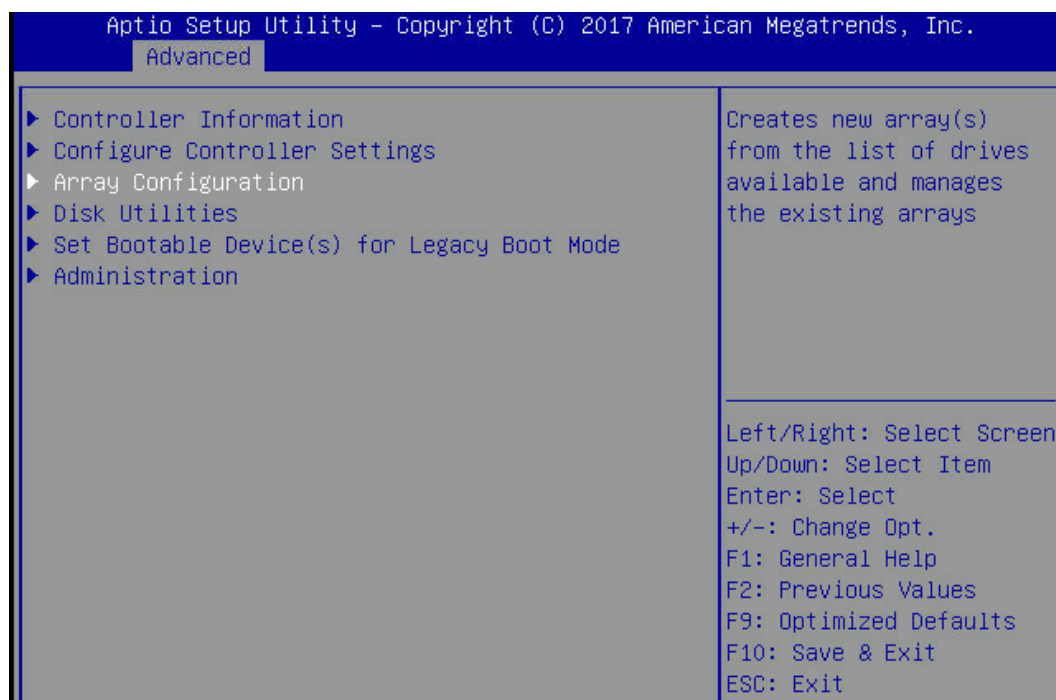 Aptio Setup Utility – Copyright (C) 2017 American Megatrends, Inc.
Advanced
Controller Information
Configure Controller Settings
Array Configuration
Disk Utilities
Set Bootable Device(s) for Legacy Boot Mode
Administration
Creates new array(s)
from the list of drives
available and manages
the existing arrays
Left/Right: Select Screen
Up/Down: Select Item
Enter: Select
+/-: Change Opt.
F1: General Help
F2: Previous Values
F9: Optimized Defaults
F10: Save & Exit
ESC: Exit